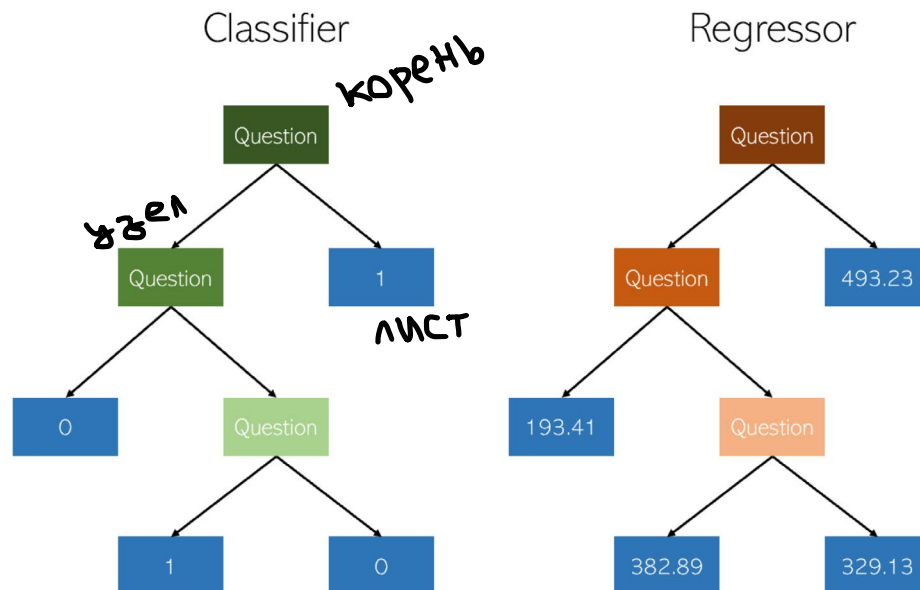 Classifier
Regressor
корень
Question
Question
узел
Question
1
Question
493.23
лист
0
Question
193.41
Question
1
0
382.89
329.13